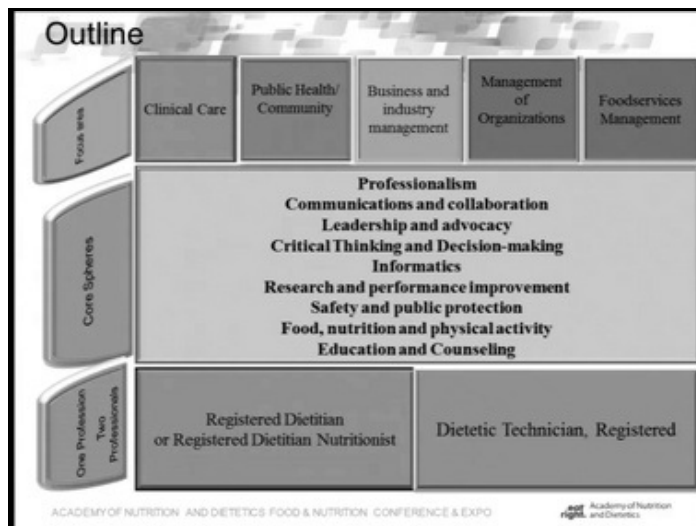 Outline
Focus area
Clinical Care
Public Health/
Community
Business and
industry
management
Management
of
Organizations
Foodservices
Management
Core Spheres
Professionalism
Communications and collaboration
Leadership and advocacy
Critical Thinking and Decision-making
Informatics
Research and performance improvement
Safety and public protection
Food, nutrition and physical activity
Education and Counseling
One Profession
Two
Professionals
Registered Dietitian
or Registered Dietitian Nutritionist
Dietetic Technician, Registered
ACADEMY OF NUTRITION AND DIETETICS FOOD & NUTRITION CONFERENCE & EXPO
eat
right.
Academy of Nutrition
and Dietetics